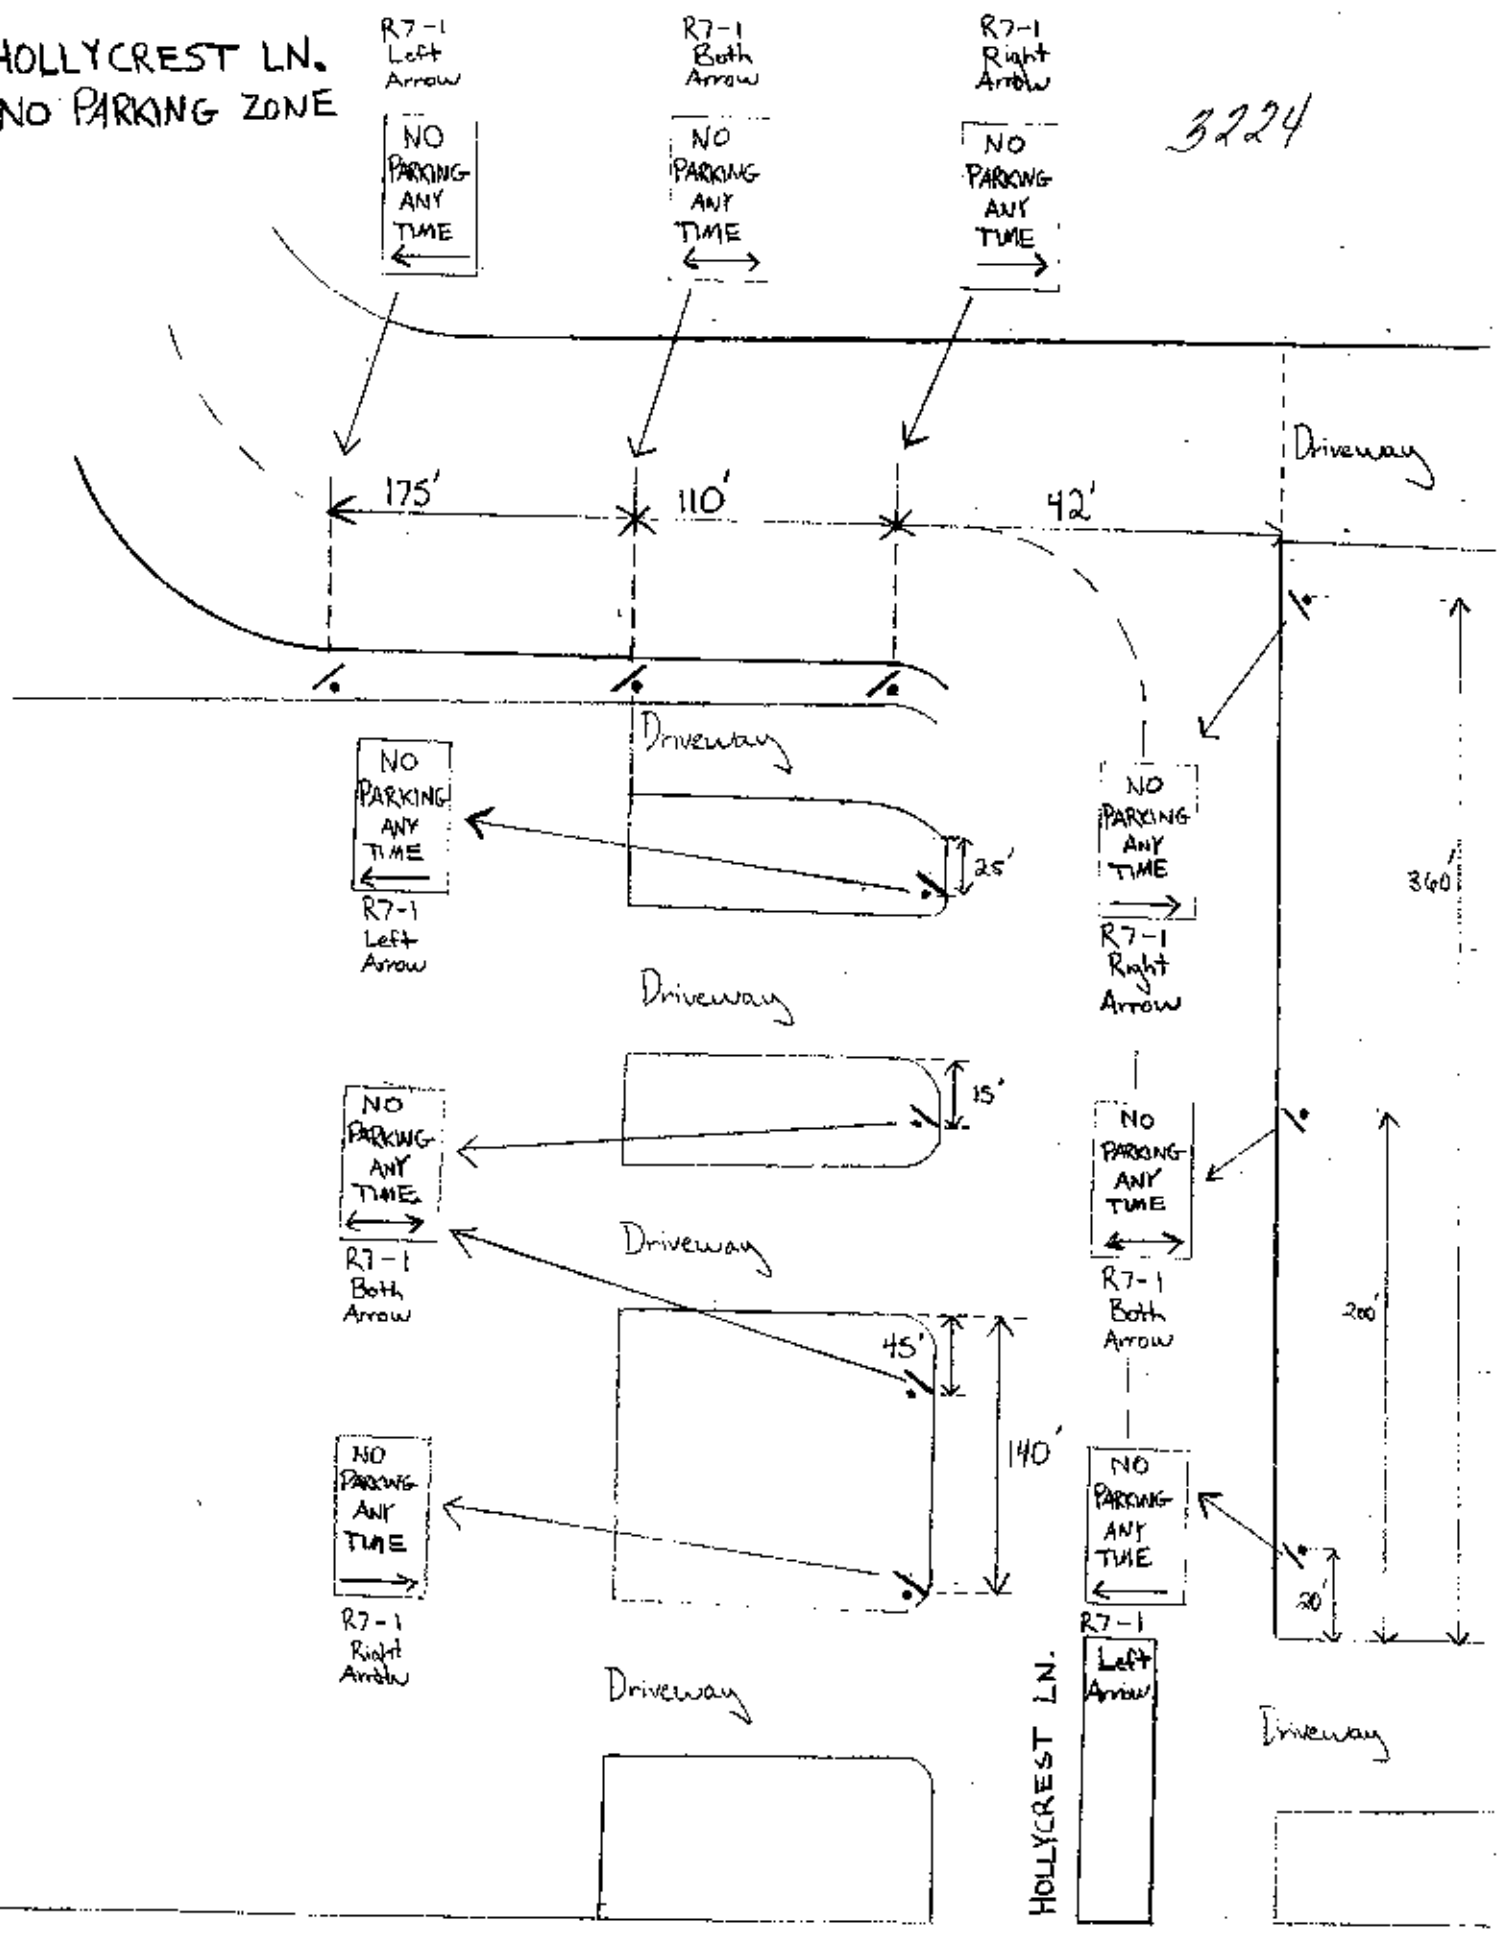 HOLLYCREST LN.
NO PARKING ZONE
R7-1
Left
Arrow
NO
PARKING
ANY
TIME
R7-1
Both
Arrow
NO
PARKING
ANY
TIME
R7-1
Right
Arrow
NO
PARKING
ANY
TIME
3224
Driveway
175'
110'
42'
Driveway
NO
PARKING
ANY
TIME
R7-1
Left
Arrow
25'
NO
PARKING
ANY
TIME
R7-1
Right
Arrow
360'
Driveway
15'
NO
PARKING
ANY
TIME
R7-1
Both
Arrow
NO
PARKING
ANY
TIME
R7-1
Both
Arrow
Driveway
45'
200'
140'
NO
PARKING
ANY
TIME
R7-1
Right
Arrow
NO
PARKING
ANY
TIME
R7-1
Left
Arrow
20'
Driveway
HOLLYCREST LN.
Driveway